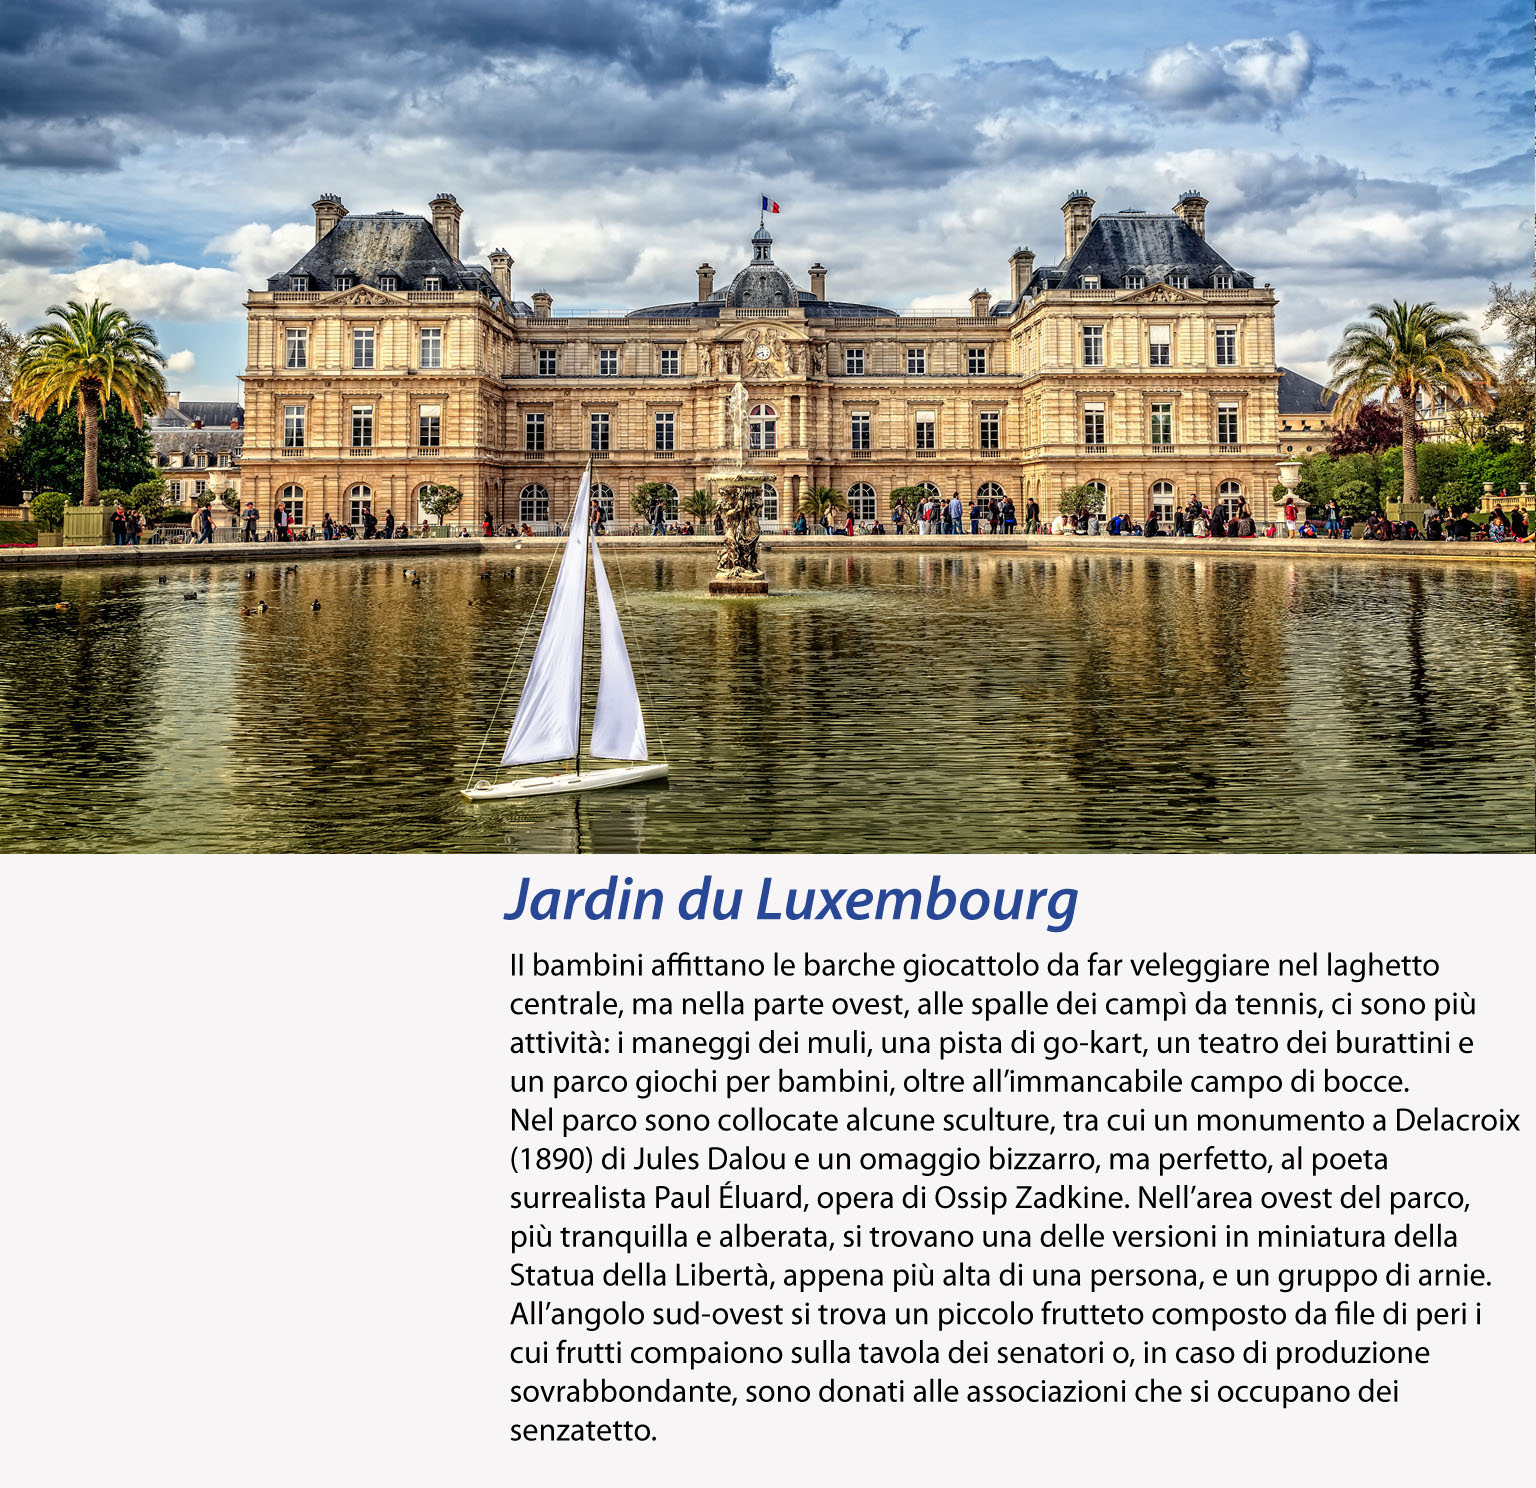 Jardin du Luxembourg
II bambini affittano le barche giocattolo da far veleggiare nel laghetto
centrale, ma nella parte ovest, alle spalle dei campì da tennis, ci sono più
attività: i maneggi dei muli, una pista di go-kart, un teatro dei burattini e
un parco giochi per bambini, oltre all’immancabile campo di bocce.
Nel parco sono collocate alcune sculture, tra cui un monumento a Delacroix
(1890) di Jules Dalou e un omaggio bizzarro, ma perfetto, al poeta
surrealista Paul Éluard, opera di Ossip Zadkine. Nell’area ovest del parco,
più tranquilla e alberata, si trovano una delle versioni in miniatura della
Statua della Libertà, appena più alta di una persona, e un gruppo di arnie.
All’angolo sud-ovest si trova un piccolo frutteto composto da file di peri i
cui frutti compaiono sulla tavola dei senatori o, in caso di produzione
sovrabbondante, sono donati alle associazioni che si occupano dei
senzatetto.